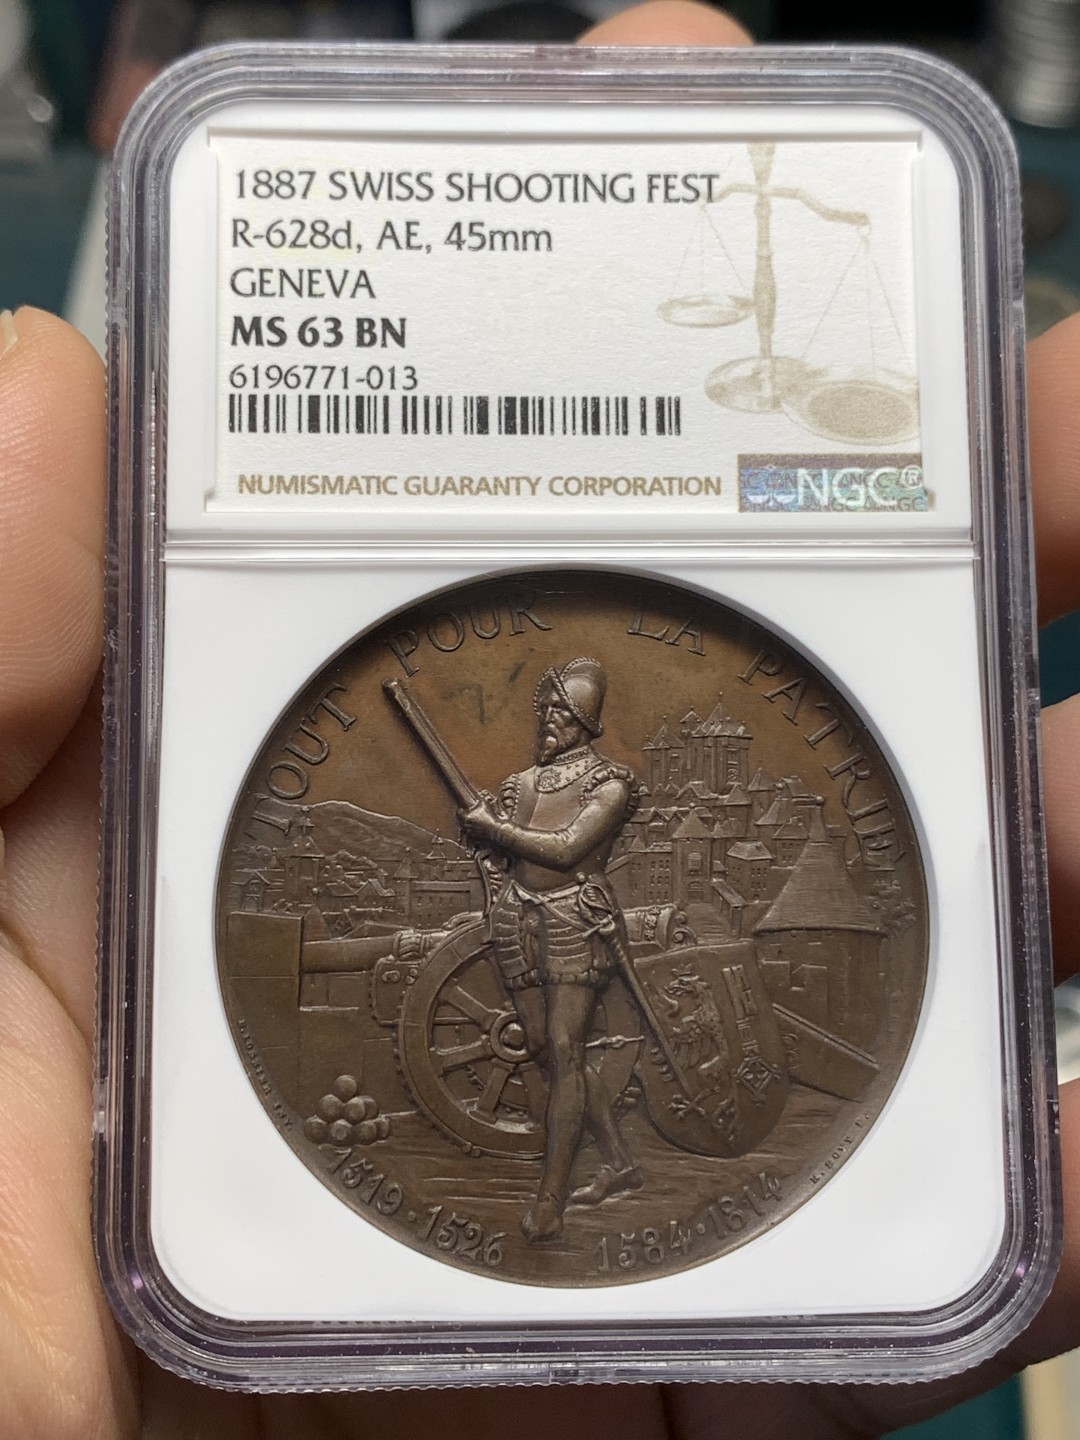 1887 SWISS SHOOTING FEST
R-628d, AE, 45mm
GENEVA
MS 63 BN
6196771-013
NUMISMATIC GUARANTY CORPORATION
NGC®
TOUT POUR LA PATRIE
1519 · 1526 1584 · 1814